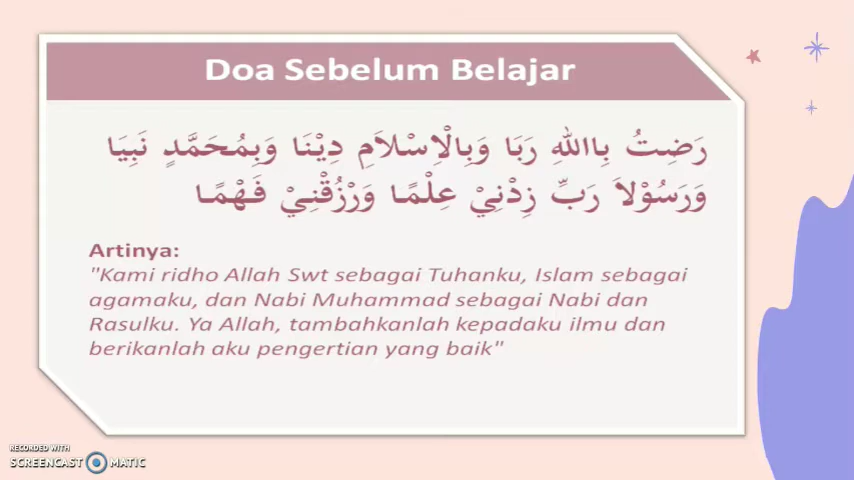 Doa Sebelum Belajar
رَضِتُ بِاللهِ رَبَا وَبِالْاِسْلاَمِ دِيْنَا وَبِمُحَمَّدٍ نَبِيَا
وَرَسُوْلاَ رَبِّ زِدْنِيْ عِلْمًا وَرْزُقْنِيْ فَهْمًا
Artinya:
"Kami ridho Allah Swt sebagai Tuhanku, Islam sebagai
agamaku, dan Nabi Muhammad sebagai Nabi dan
Rasulku. Ya Allah, tambahkanlah kepadaku ilmu dan
berikanlah aku pengertian yang baik"
RECORDED WITH
SCREENCAST MATIC